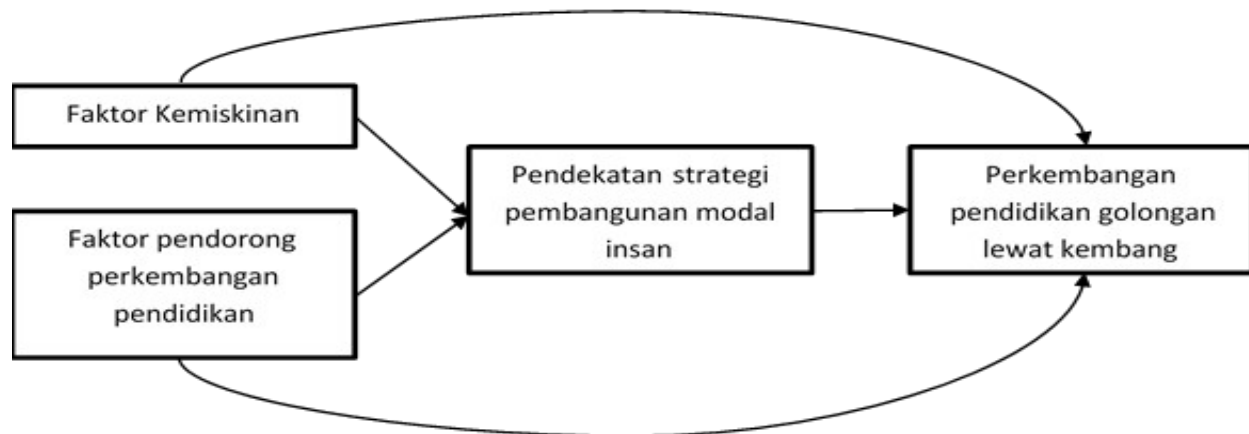 Faktor Kemiskinan
Faktor pendorong
perkembangan
pendidikan
Pendekatan strategi
pembangunan modal
insan
Perkembangan
pendidikan golongan
lewat kembang